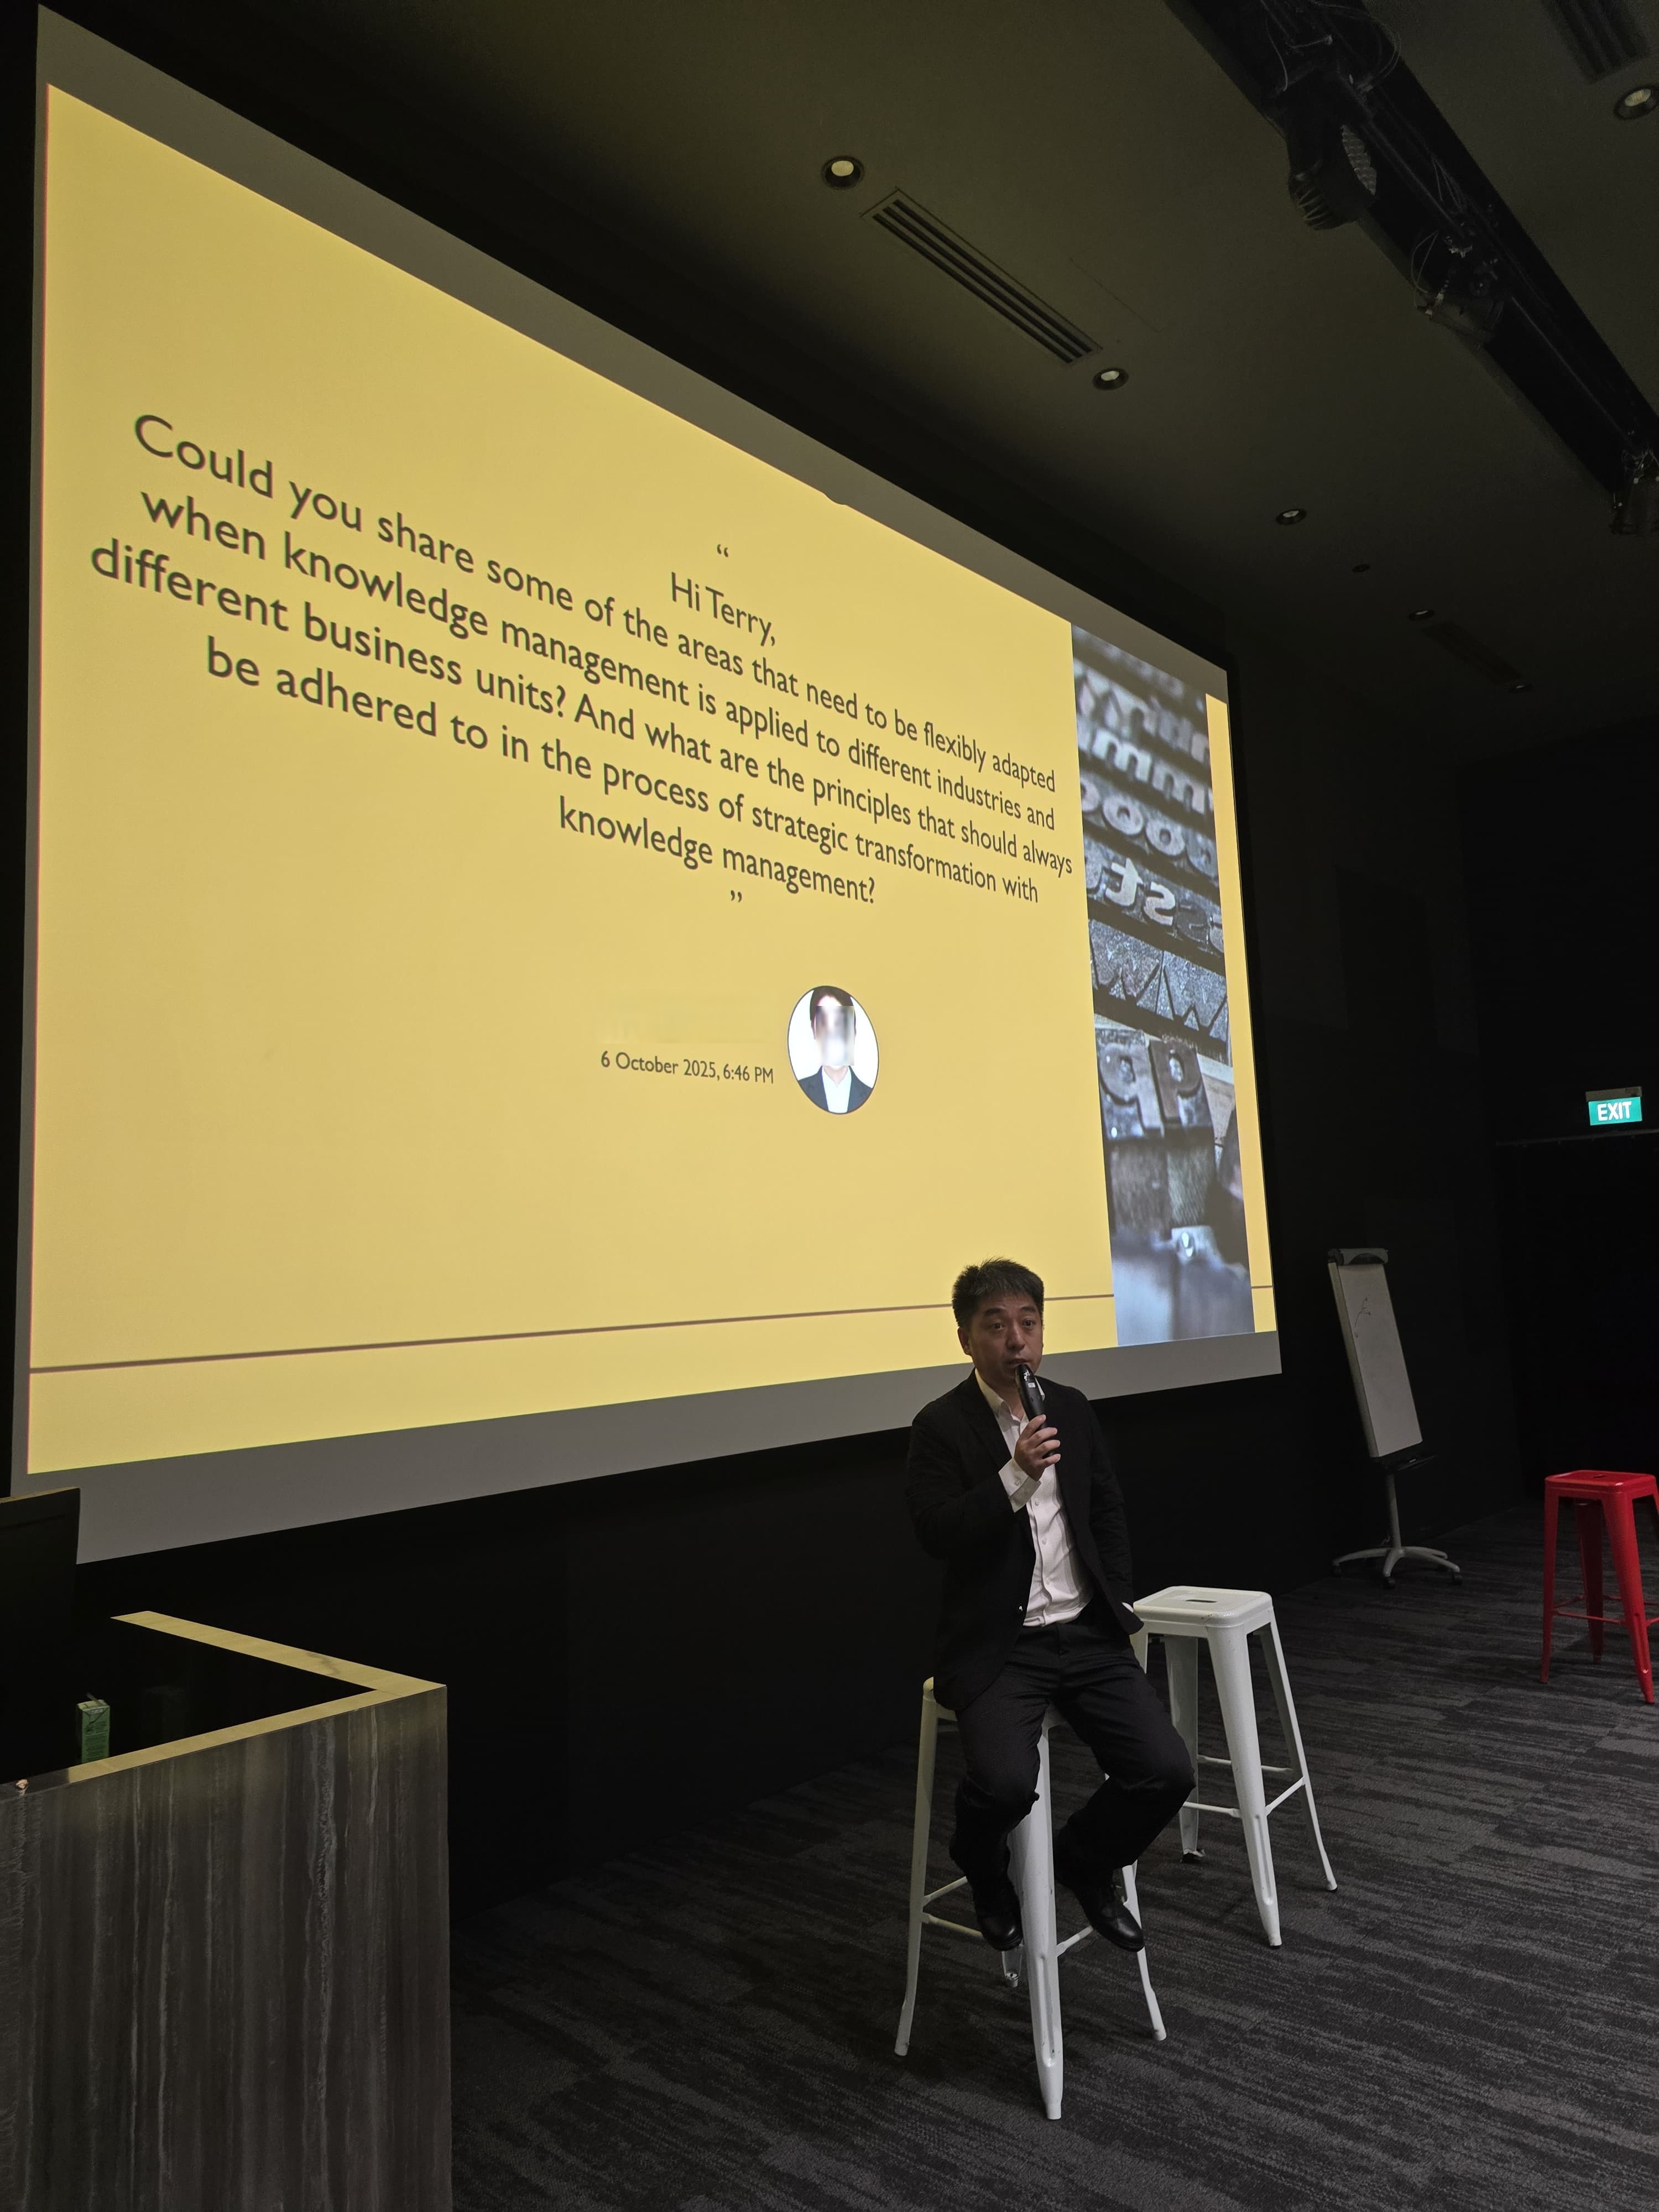 “
Hi Terry,
Could you share some of the areas that need to be flexibly adapted
when knowledge management is applied to different industries and
different business units? And what are the principles that should always
be adhered to in the process of strategic transformation with
knowledge management?
”
6 October 2025, 6:46 PM
EXIT